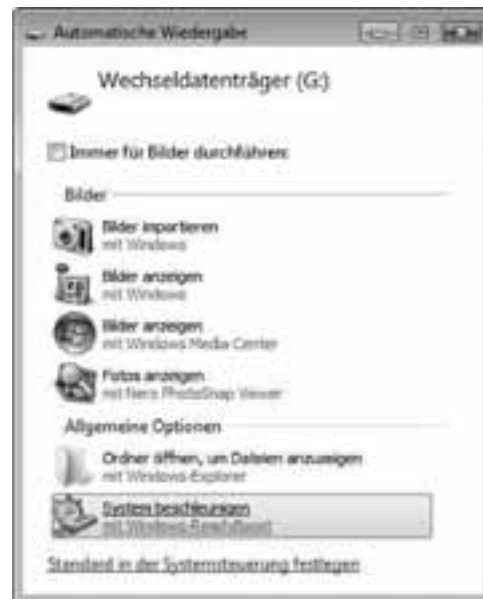 Automatische Wiedergabe
Wechseldatenträger (G:)
Immer für Bilder durchführen:
Bilder
Bilder importieren
mit Windows
Bilder anzeigen
mit Windows
Bilder anzeigen
mit Windows Media Center
Fotos anzeigen
mit Nero PhotoSnap Viewer
Allgemeine Optionen
Ordner öffnen, um Dateien anzuzeigen
mit Windows-Explorer
System beschleunigen
mit Windows-ReadyBoost
Standard in der Systemsteuerung festlegen